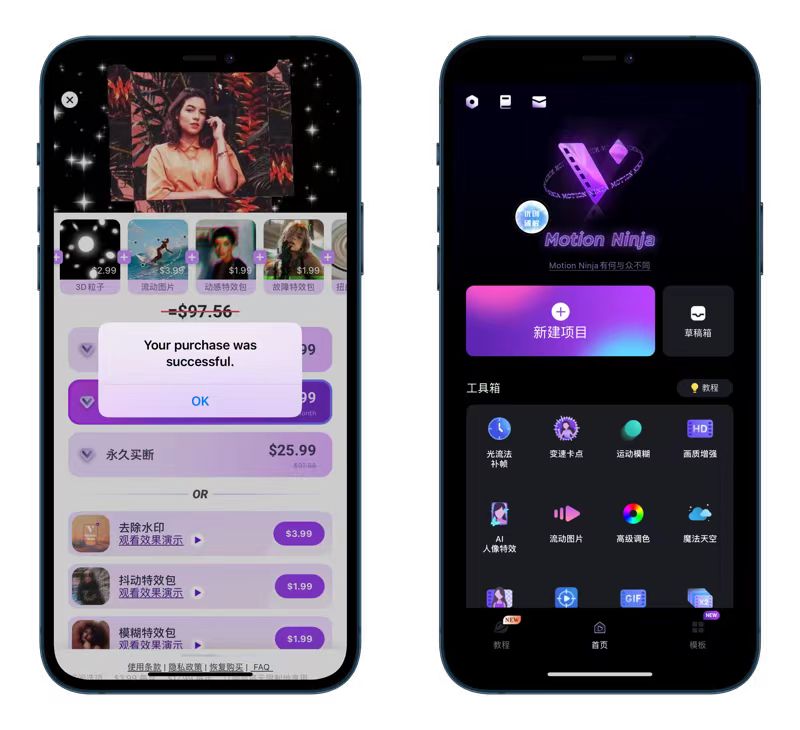 $2.99
$3.99
$1.99
$1.99
3D粒子
流动图片
动感特效包
故障特效包
=$97.56
Your purchase was
successful.
OK
99
99
永久买断
$25.99
OR
去除水印
观看效果演示
$3.99
抖动特效包
观看效果演示
$1.99
模糊特效包
观看效果演示
$1.99
使用条款 | 隐私政策 | 恢复购买 | FAQ
Motion Ninja
Motion Ninja有何与众不同
新建项目
草稿箱
工具箱
教程
光流法
补帧
变速卡点
运动模糊
HD
画质增强
AI
人像特效
流动图片
高级调色
魔法天空
GIF
NEW
NEW
教程
首页
模板